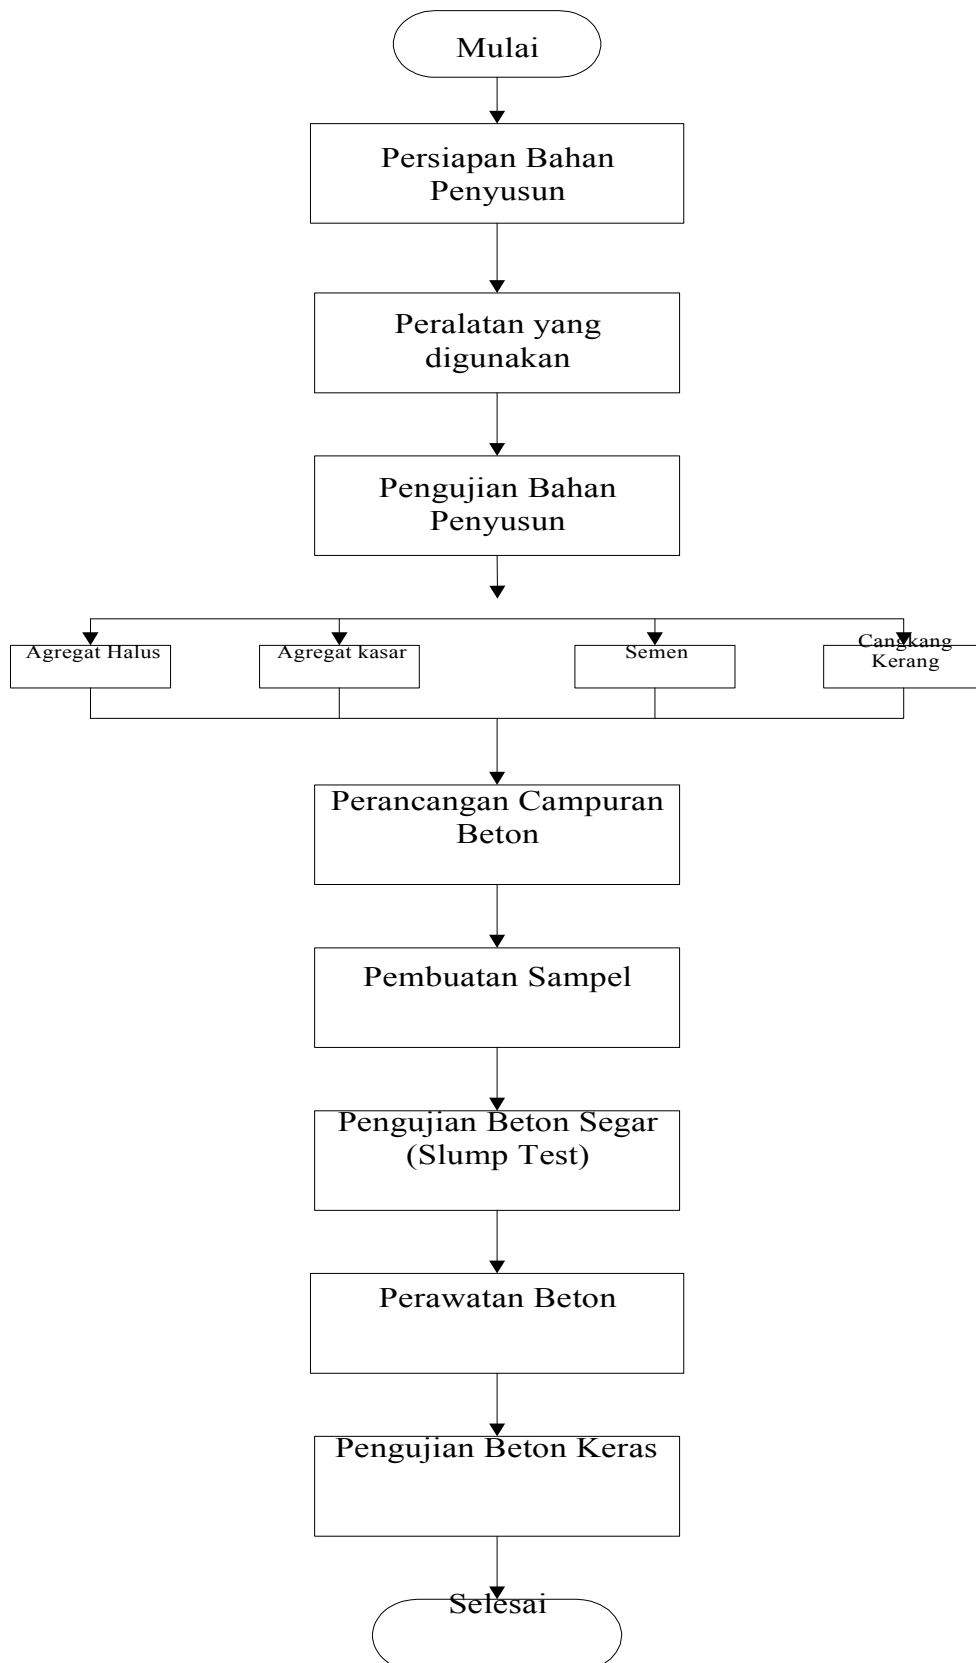 Mulai
Persiapan Bahan
Penyusun
Peralatan yang
digunakan
Pengujian Bahan
Penyusun
Agregat Halus
Agregat kasar
Semen
Cangkang
Kerang
Perancangan Campuran
Beton
Pembuatan Sampel
Pengujian Beton Segar
(Slump Test)
Perawatan Beton
Pengujian Beton Keras
Selesai